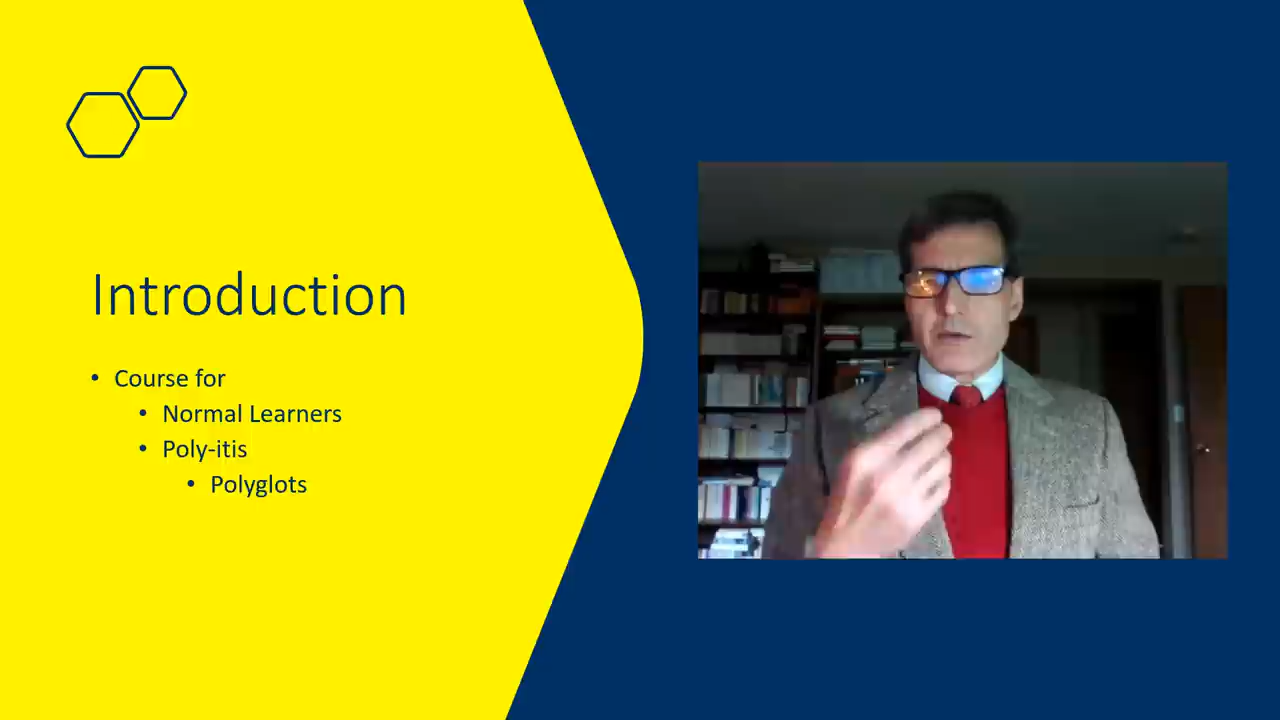 Introduction
• Course for
• Normal Learners
• Poly-itis
• Polyglots